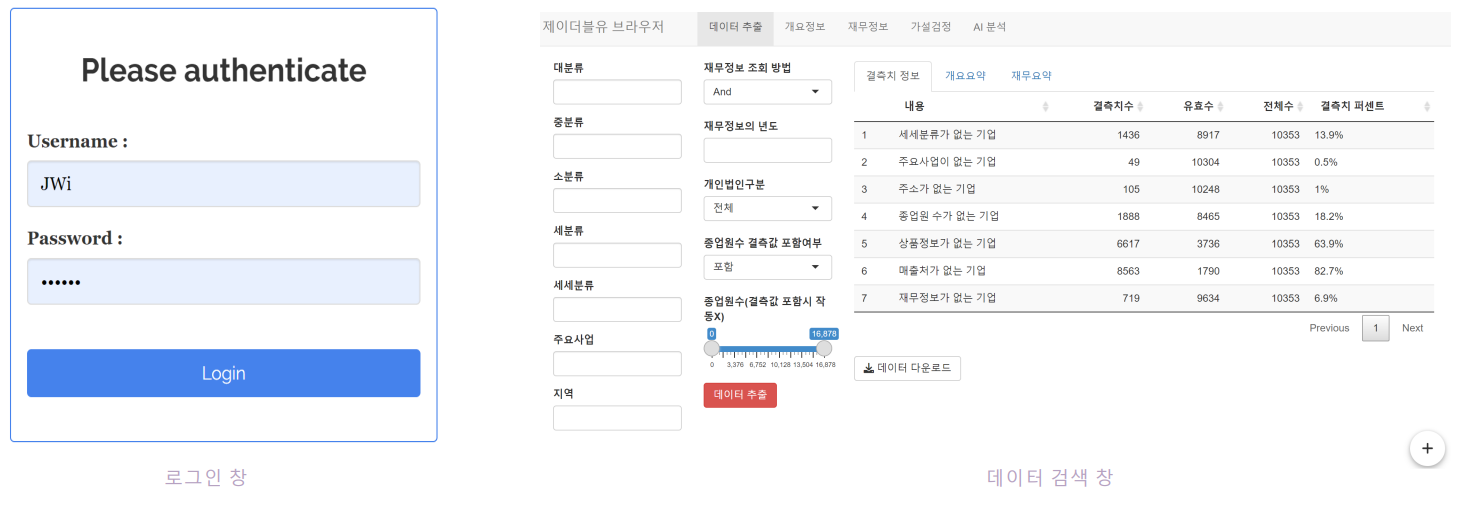 Please authenticate
Username :
JWi
Password :
••••••
Login
로그인 창
제이더블유 브라우저 데이터 추출 개요정보 재무정보 가설검정 AI 분석
대분류
중분류
소분류
세분류
세세분류
주요사업
지역
재무정보 조회 방법
And
재무정보의 년도
개인법인구분
전체
종업원수 결측값 포함여부
포함
종업원수(결측값 포함시 작
동X)
0 16,878
0 3,376 6,752 10,128 13,504 16,878
데이터 추출
결측치 정보 개요요약 재무요약
내용 결측치수 유효수 전체수 결측치 퍼센트
1 세세분류가 없는 기업 1436 8917 10353 13.9%
2 주요사업이 없는 기업 49 10304 10353 0.5%
3 주소가 없는 기업 105 10248 10353 1%
4 종업원 수가 없는 기업 1888 8465 10353 18.2%
5 상품정보가 없는 기업 6617 3736 10353 63.9%
6 매출처가 없는 기업 8563 1790 10353 82.7%
7 재무정보가 없는 기업 719 9634 10353 6.9%
Previous 1 Next
데이터 다운로드
+
데이터 검색 창